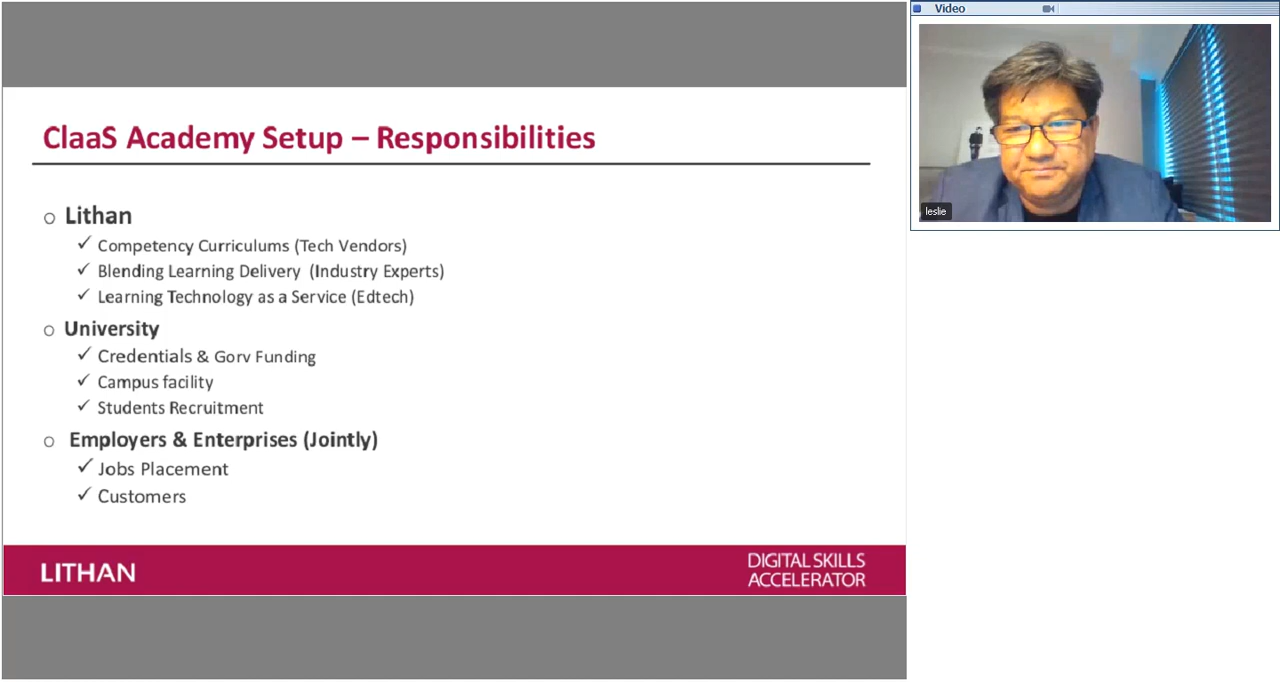 ClaaS Academy Setup – Responsibilities
o Lithan
✓ Competency Curriculums (Tech Vendors)
✓ Blending Learning Delivery (Industry Experts)
✓ Learning Technology as a Service (Edtech)
o University
✓ Credentials & Gorv Funding
✓ Campus facility
✓ Students Recruitment
o Employers & Enterprises (Jointly)
✓ Jobs Placement
✓ Customers
LITHAN
DIGITAL SKILLS
ACCELERATOR
Video
leslie